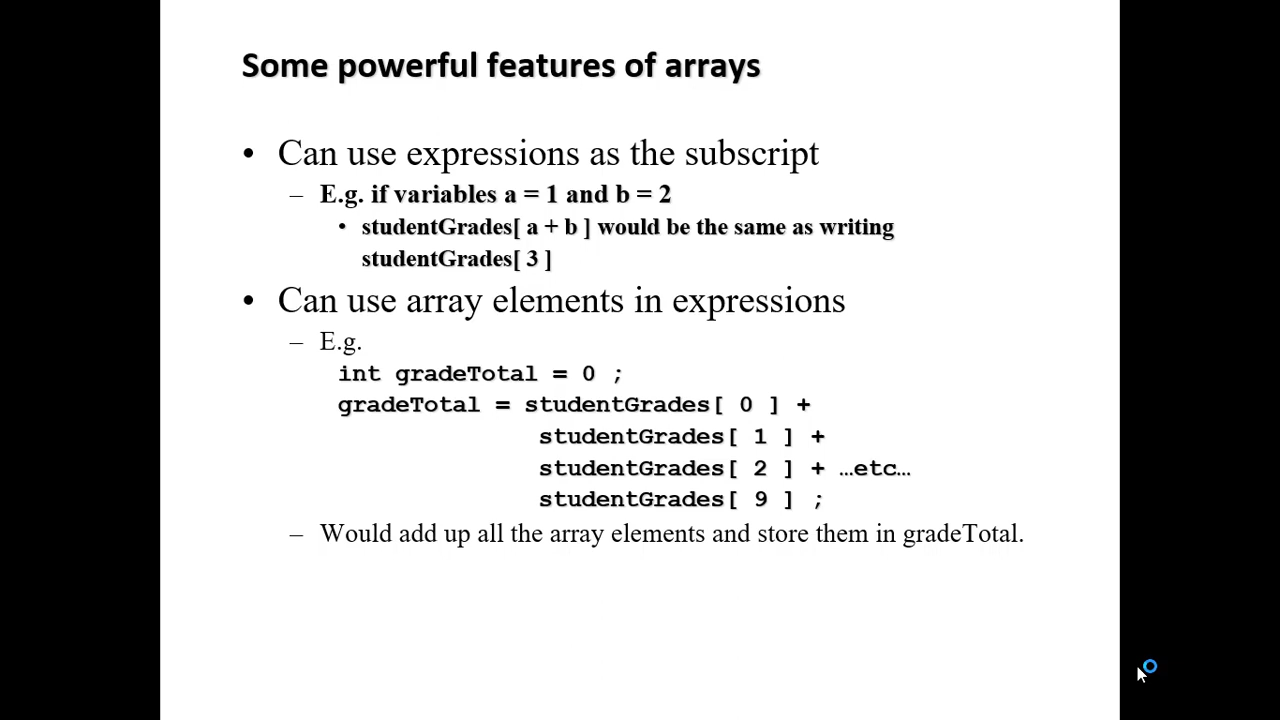 Some powerful features of arrays
• Can use expressions as the subscript
– E.g. if variables a = 1 and b = 2
• studentGrades[ a + b ] would be the same as writing
studentGrades[ 3 ]
• Can use array elements in expressions
– E.g.
int gradeTotal = 0 ;
gradeTotal = studentGrades[ 0 ] +
studentGrades[ 1 ] +
studentGrades[ 2 ] + …etc…
studentGrades[ 9 ] ;
– Would add up all the array elements and store them in gradeTotal.